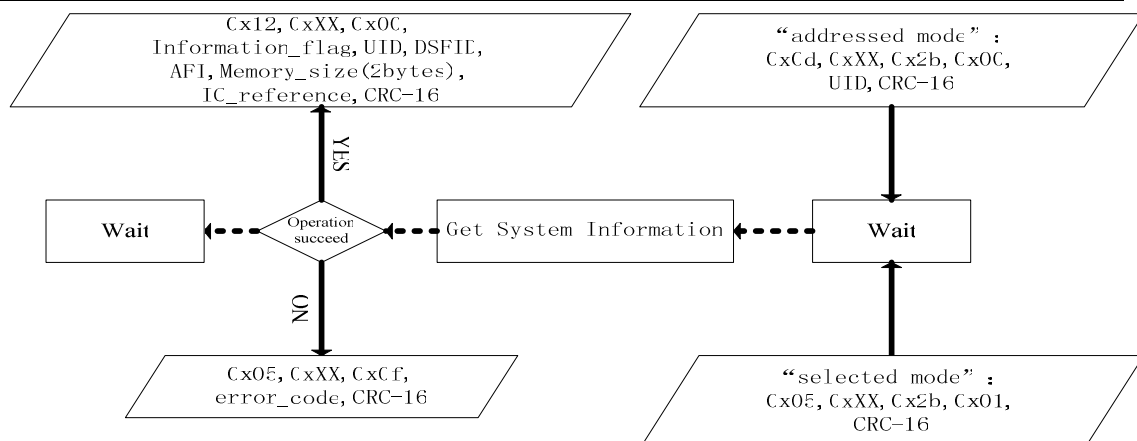 Cx12, CxXX, Cx0C,
Information_flag, UID, DSFID,
AFI, Memory_size(2bytes),
IC_reference, CRC-16
“addressed mode” :
CxCd, CxXX, Cx2b, Cx0C,
UID, CRC-16
YES
Wait
Operation
succeed
Get System Information
Wait
ON
Cx05, CxXX, CxCf,
error_code, CRC-16
“selected mode” :
Cx05, CxXX, Cx2b, Cx01,
CRC-16